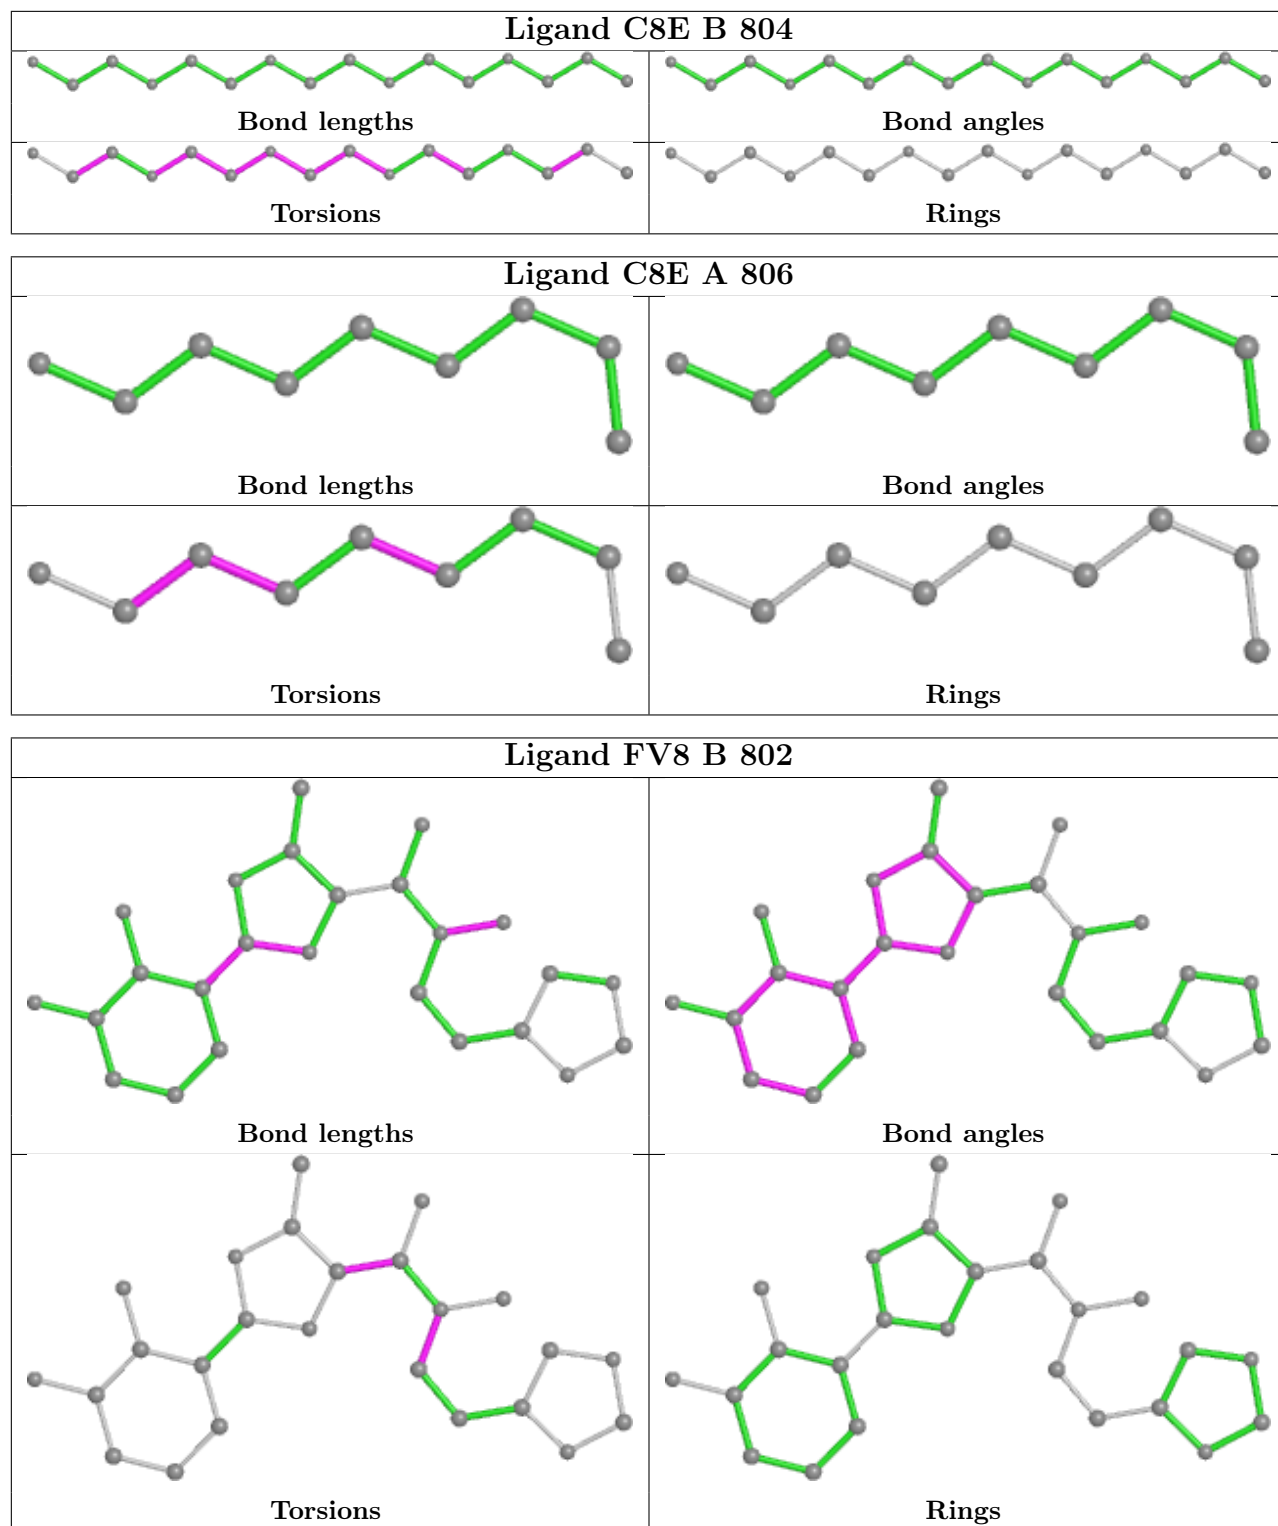 Ligand C8E B 804
Bond lengths
Bond angles
Torsions
Rings
Ligand C8E A 806
Bond lengths
Bond angles
Torsions
Rings
Ligand FV8 B 802
Bond lengths
Bond angles
Torsions
Rings